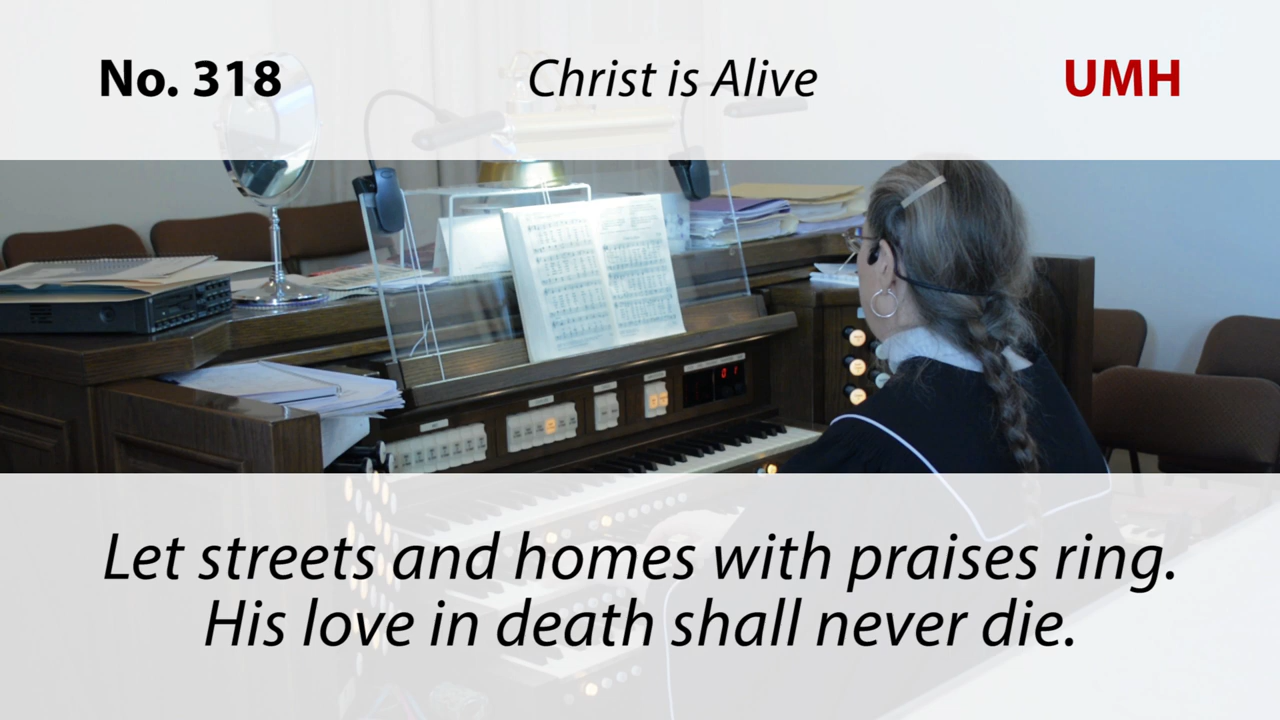 No. 318 Christ is Alive UMH
01
Let streets and homes with praises ring.
His love in death shall never die.